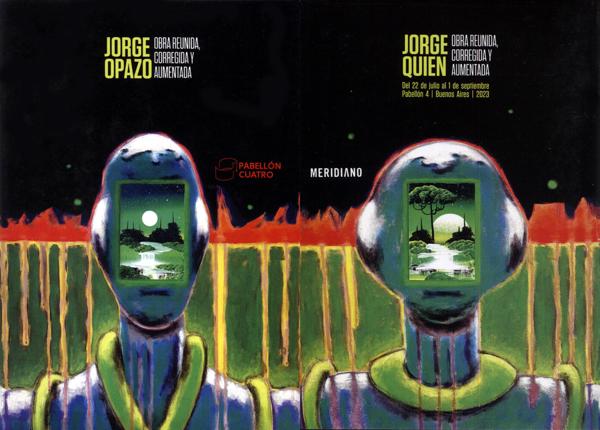 JORGE
OPAZO
OBRA REUNIDA,
CORREGIDA Y
AUMENTADA
PABELLÓN
CUATRO
JORGE
QUIEN
OBRA REUNIDA,
CORREGIDA Y
AUMENTADA
Del 22 de julio al 1 de septiembre
Pabellón 4 | Buenos Aires | 2023
MERIDIANO